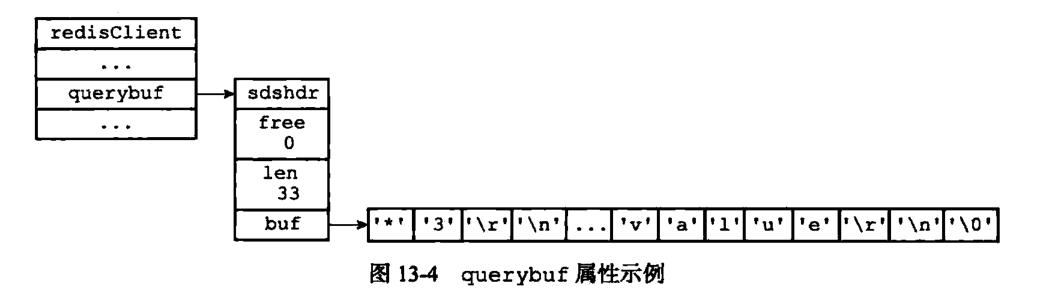 redisClient
...
querybuf
...
sdshdr
free
0
len
33
buf
'*' '3' '\r' '\n' ... 'v' 'a' 'l' 'u' 'e' '\r' '\n' '\0'
图 13-4 querybuf 属性示例